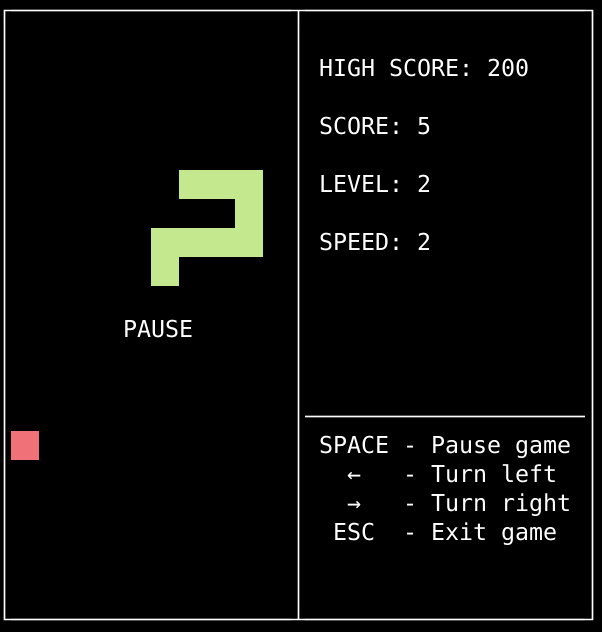 HIGH SCORE: 200
SCORE: 5
LEVEL: 2
SPEED: 2
PAUSE
SPACE - Pause game
← - Turn left
→ - Turn right
ESC - Exit game